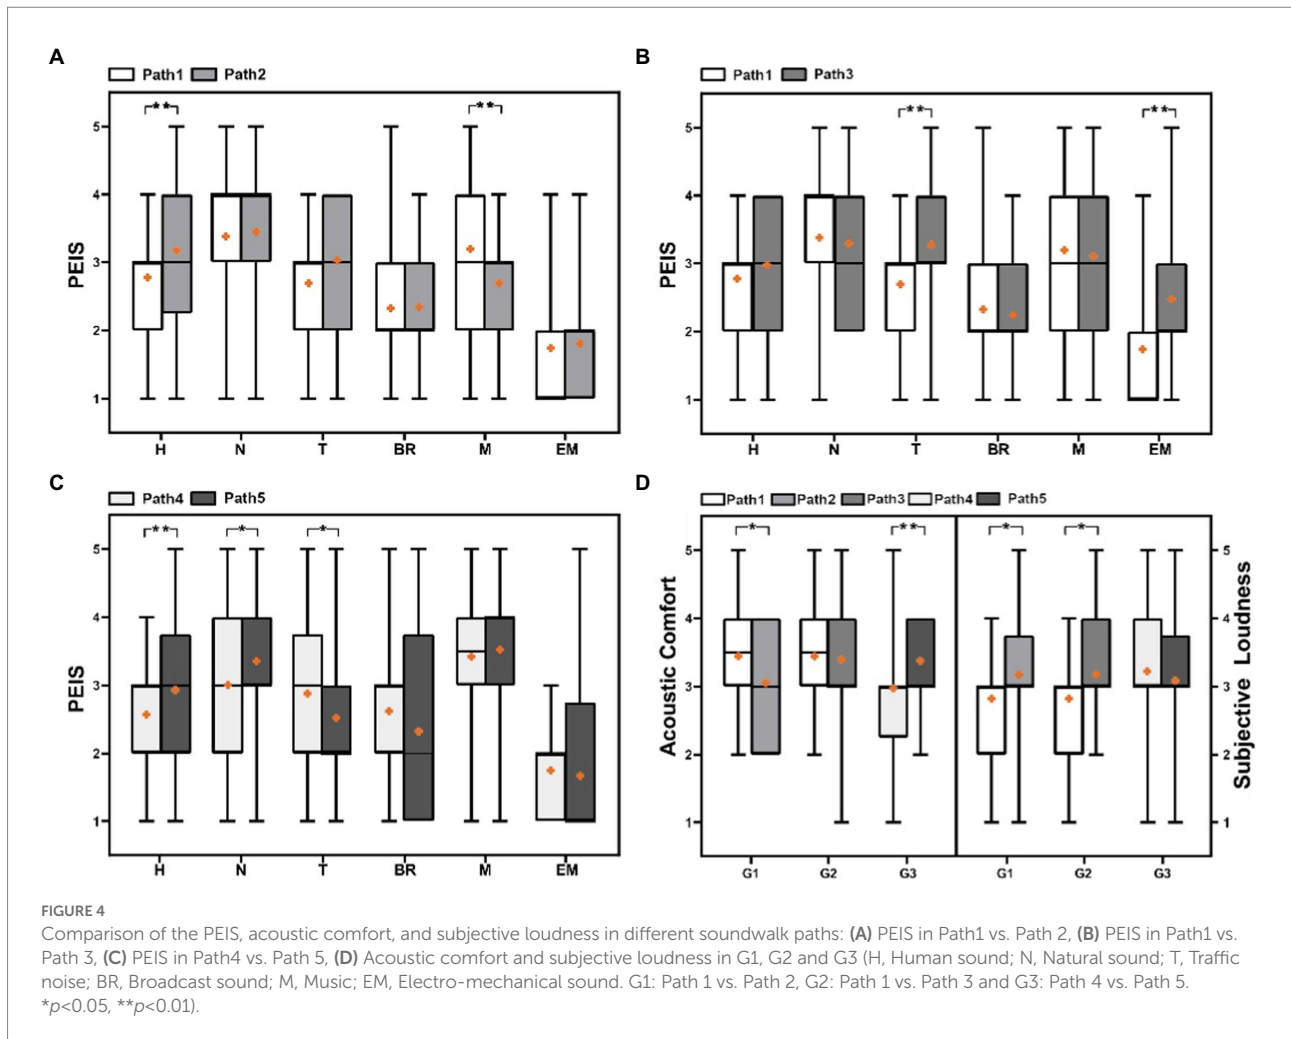 A
Path1 Path2
** **
PEIS
5
4
3
2
1
H N T BR M EM
B
Path1 Path3
** **
PEIS
5
4
3
2
1
H N T BR M EM
C
Path4 Path5
** * *
PEIS
5
4
3
2
1
H N T BR M EM
D
Path1 Path2 Path3 Path4 Path5
* ** * *
Acoustic Comfort
5
4
3
2
1
Subjective Loudness
5
4
3
2
1
G1 G2 G3 G1 G2 G3
FIGURE 4
Comparison of the PEIS, acoustic comfort, and subjective loudness in different soundwalk paths: (A) PEIS in Path1 vs. Path 2, (B) PEIS in Path1 vs.
Path 3, (C) PEIS in Path4 vs. Path 5, (D) Acoustic comfort and subjective loudness in G1, G2 and G3 (H, Human sound; N, Natural sound; T, Traffic
noise; BR, Broadcast sound; M, Music; EM, Electro-mechanical sound. G1: Path 1 vs. Path 2, G2: Path 1 vs. Path 3 and G3: Path 4 vs. Path 5.
*p<0.05, **p<0.01).